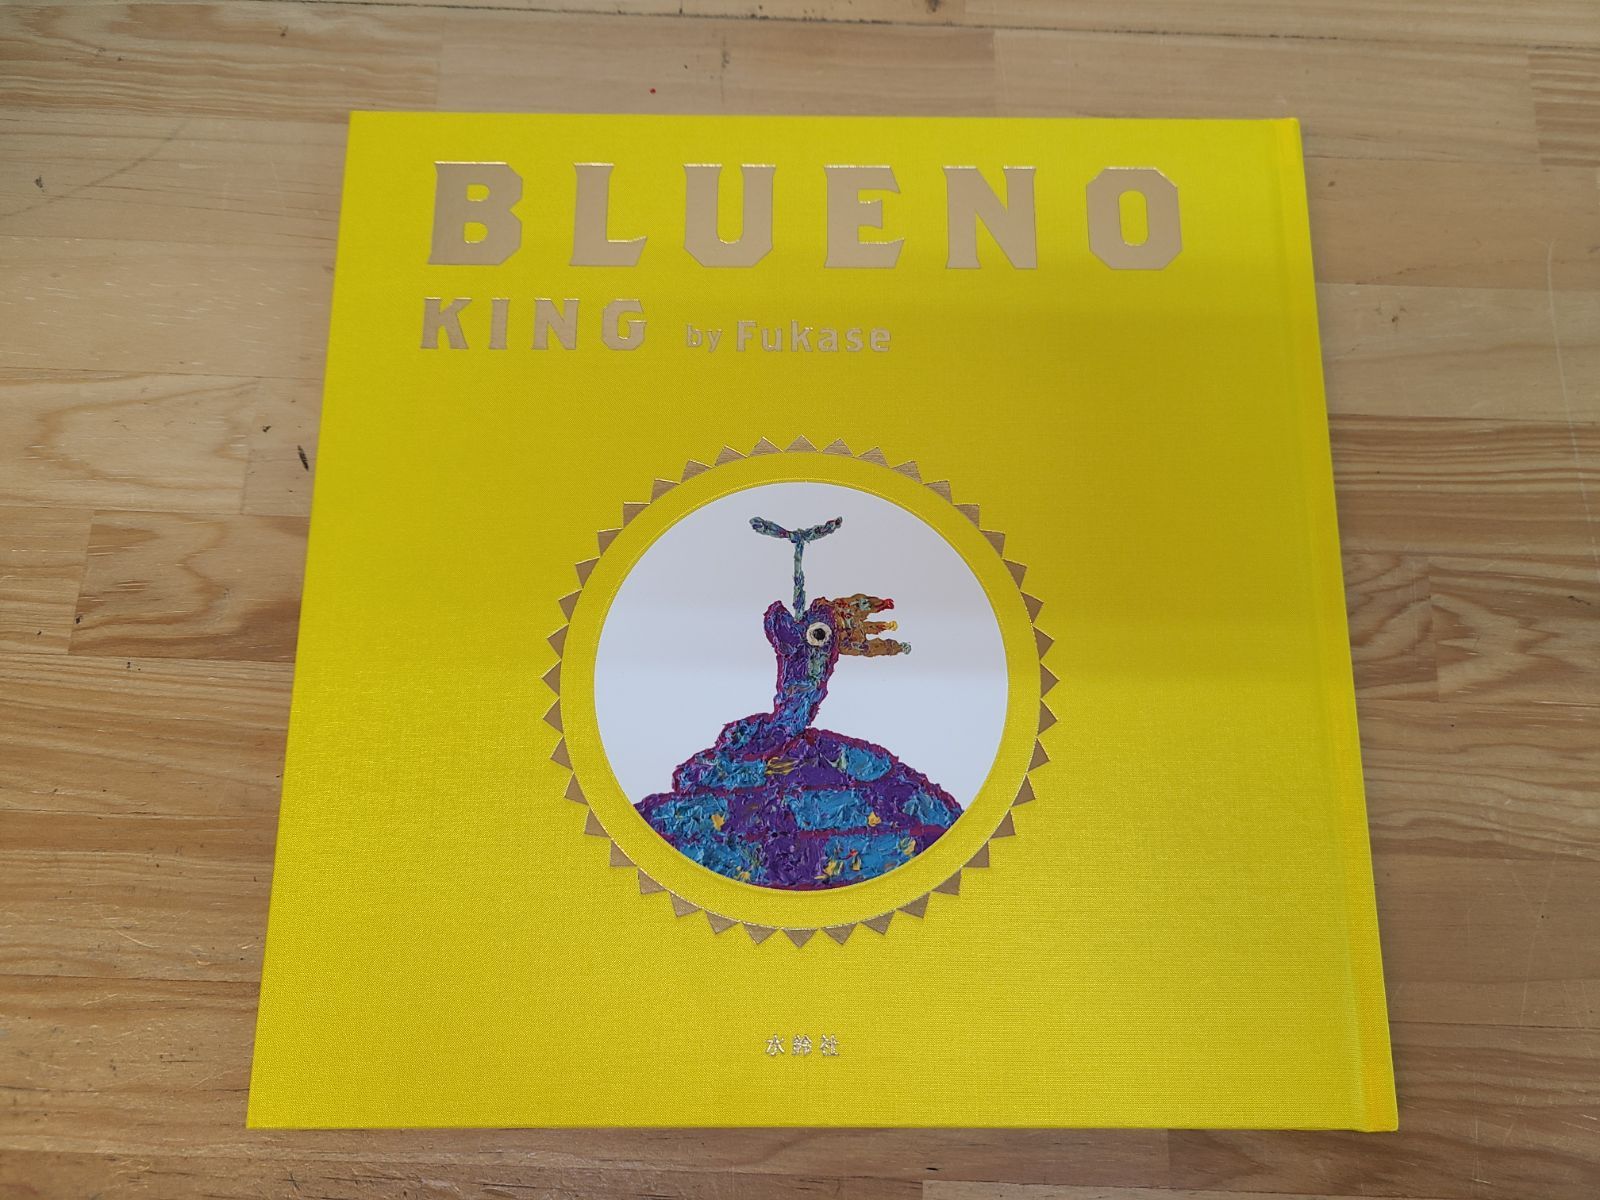 BLUENO
KING by Fukase
水鈴社